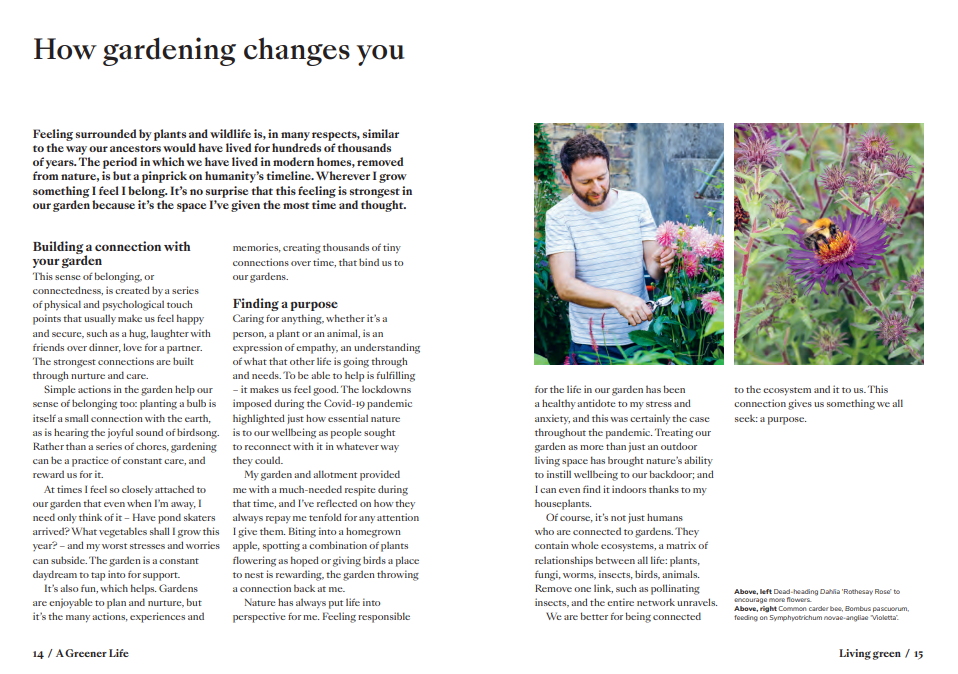 How gardening changes you
Feeling surrounded by plants and wildlife is, in many respects, similar
to the way our ancestors would have lived for hundreds of thousands
of years. The period in which we have lived in modern homes, removed
from nature, is but a pinprick on humanity's timeline. Wherever I grow
something I feel I belong. It's no surprise that this feeling is strongest in
our garden because it's the space I've given the most time and thought.
Building a connection with
your garden
This sense of belonging, or
connectedness, is created by a series
of physical and psychological touch
points that usually make us feel happy
and secure, such as a hug, laughter with
friends over dinner, love for a partner.
The strongest connections are built
through nurture and care.
Simple actions in the garden help our
sense of belonging too: planting a bulb is
itself a small connection with the earth,
as is hearing the joyful sound of birdsong.
Rather than a series of chores, gardening
can be a practice of constant care, and
reward us for it.
At times I feel so closely attached to
our garden that even when I'm away, I
need only think of it – Have pond skaters
arrived? What vegetables shall I grow this
year? – and my worst stresses and worries
can subside. The garden is a constant
daydream to tap into for support.
It's also fun, which helps. Gardens
are enjoyable to plan and nurture, but
it's the many actions, experiences and
memories, creating thousands of tiny
connections over time, that bind us to
our gardens.
Finding a purpose
Caring for anything, whether it's a
person, a plant or an animal, is an
expression of empathy, an understanding
of what that other life is going through
and needs. To be able to help is fulfilling
– it makes us feel good. The lockdowns
imposed during the Covid-19 pandemic
highlighted just how essential nature
is to our wellbeing as people sought
to reconnect with it in whatever way
they could.
My garden and allotment provided
me with a much-needed respite during
that time, and I've reflected on how they
always repay me tenfold for any attention
I give them. Biting into a homegrown
apple, spotting a combination of plants
flowering as hoped or giving birds a place
to nest is rewarding, the garden throwing
a connection back at me.
Nature has always put life into
perspective for me. Feeling responsible
for the life in our garden has been
a healthy antidote to my stress and
anxiety, and this was certainly the case
throughout the pandemic. Treating our
garden as more than just an outdoor
living space has brought nature's ability
to instill wellbeing to our backdoor; and
I can even find it indoors thanks to my
houseplants.
Of course, it's not just humans
who are connected to gardens. They
contain whole ecosystems, a matrix of
relationships between all life: plants,
fungi, worms, insects, birds, animals.
Remove one link, such as pollinating
insects, and the entire network unravels.
We are better for being connected
to the ecosystem and it to us. This
connection gives us something we all
seek: a purpose.
Above, left Dead-heading Dahlia 'Rothesay Rose' to
encourage more flowers.
Above, right Common carder bee, Bombus pascuorum,
feeding on Symphyotrichum novae-angliae 'Violetta'.
14 / A Greener Life
Living green / 15